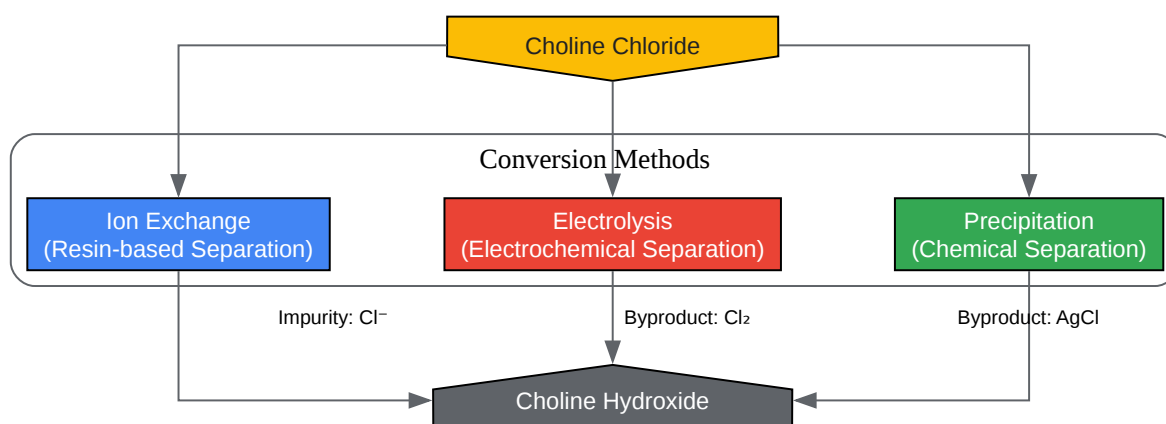 Choline Chloride
Conversion Methods
Ion Exchange
(Resin-based Separation)
Electrolysis
(Electrochemical Separation)
Precipitation
(Chemical Separation)
Impurity: Cl⁻
Byproduct: Cl₂
Byproduct: AgCl
Choline Hydroxide